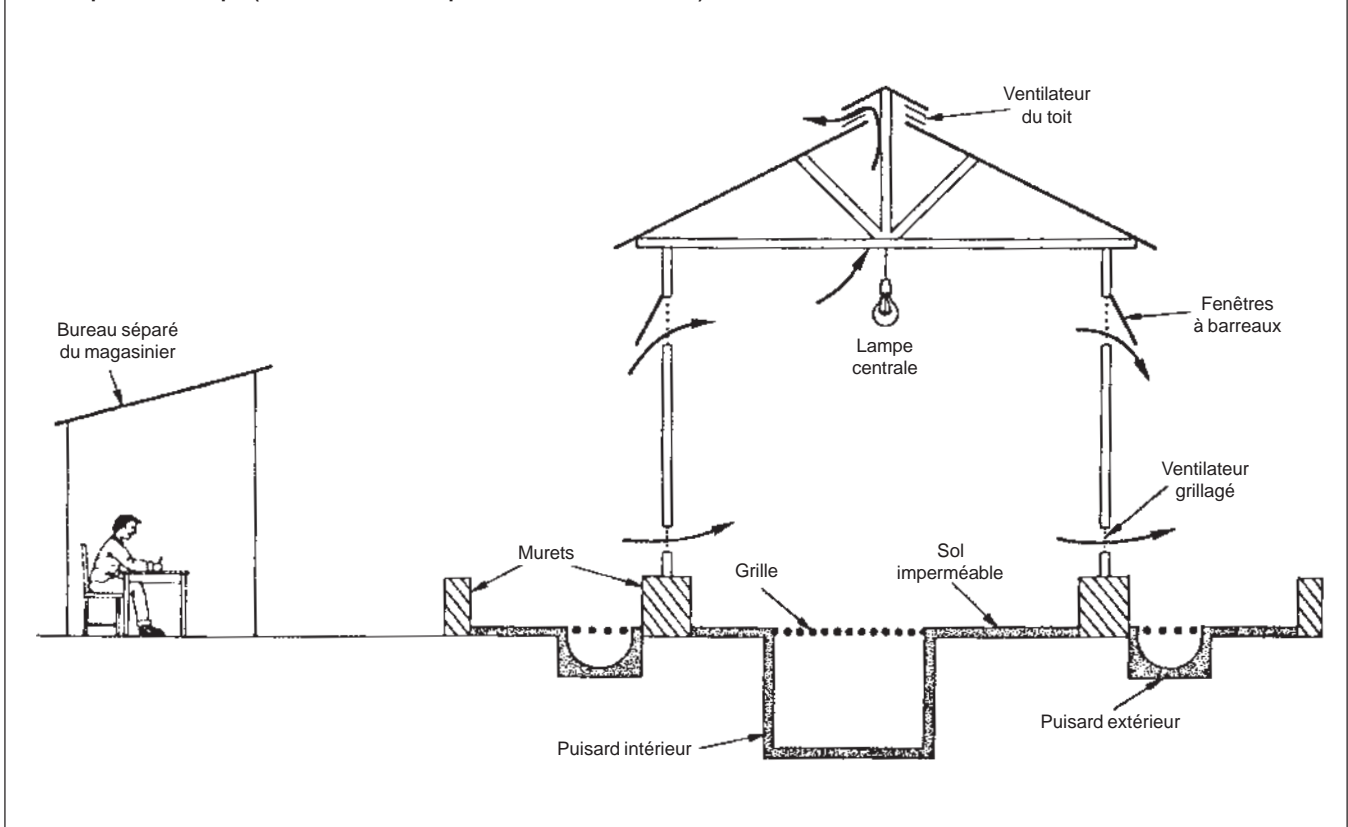 Ventilateur
du toit
Fenêtres
à barreaux
Bureau séparé
du magasinier
Lampe
centrale
Ventilateur
grillagé
Murets
Grille
Sol
imperméable
Puisard intérieur
Puisard extérieur